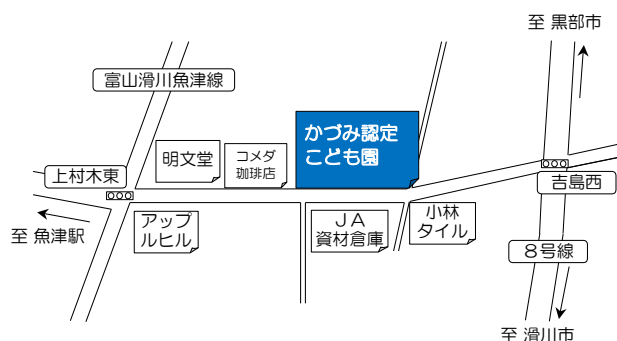 至 黒部市
富山滑川魚津線
かづみ認定
こども園
明文堂
コメダ
珈琲店
上村木東
吉島西
アップ
ルヒル
JA
資材倉庫
小林
タイル
至 魚津駅
8号線
至 滑川市